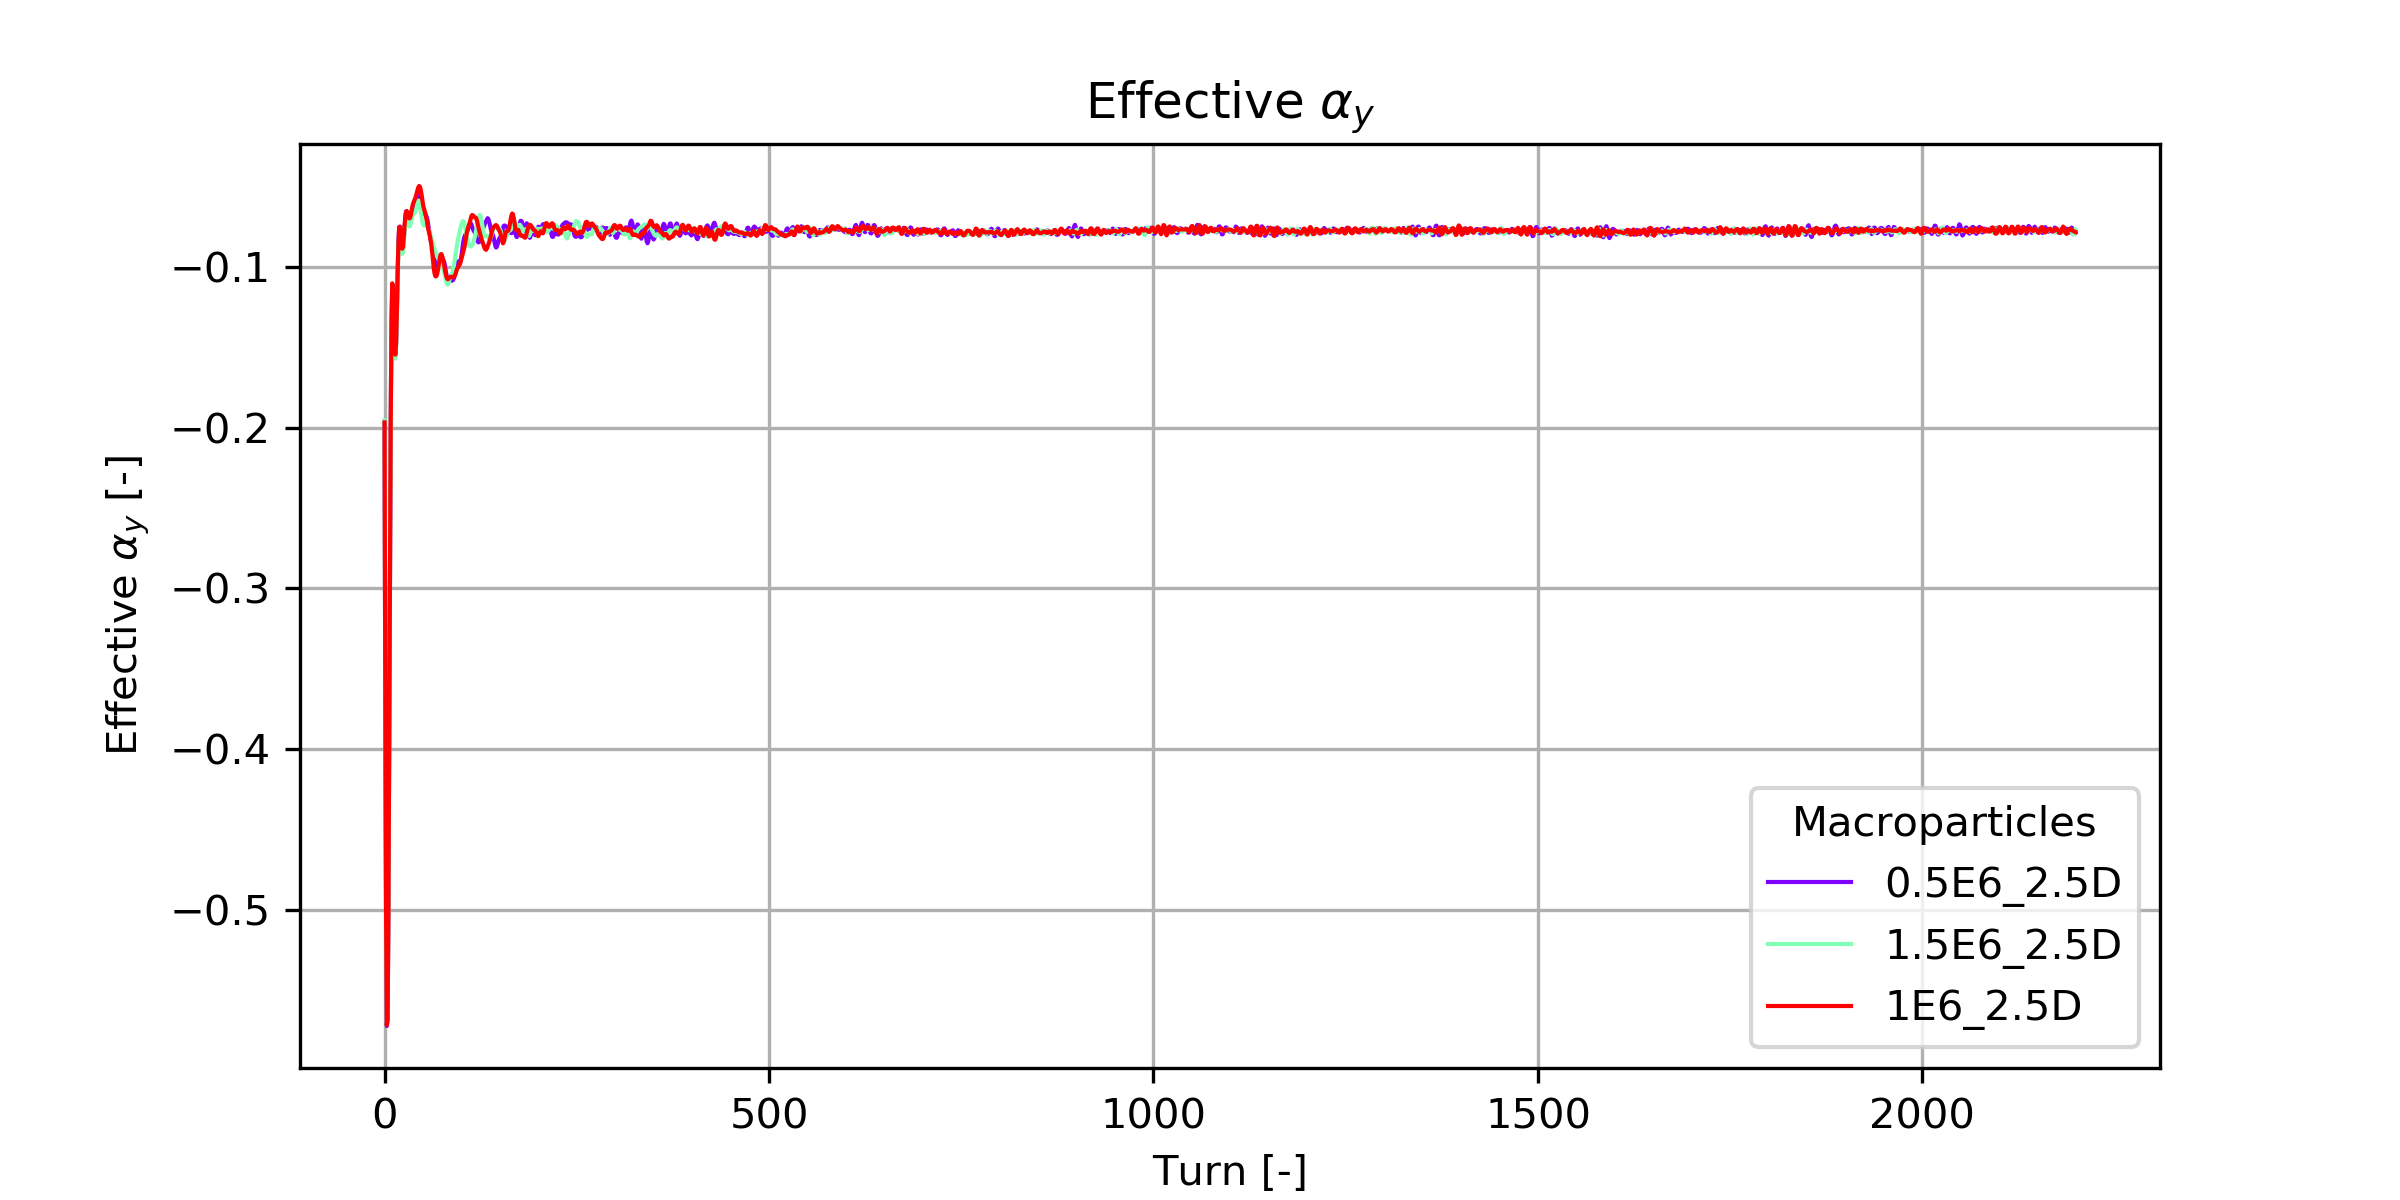 Effective αy
Effective αy [-]
−0.1
−0.2
−0.3
−0.4
−0.5
0
500
1000
1500
2000
Turn [-]
Macroparticles
0.5E6_2.5D
1.5E6_2.5D
1E6_2.5D